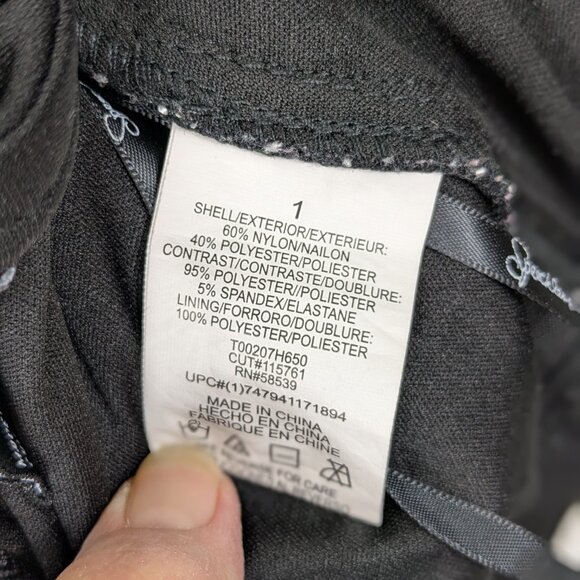 1
SHELL/EXTERIOR/EXTERIEUR:
60% NYLON/NAILON
40% POLYESTER/POLIESTER
CONTRAST/CONTRASTE/DOUBLURE:
95% POLYESTER/POLIESTER
5% SPANDEX/ELASTANE
LINING/FORRORO/DOUBLURE:
100% POLYESTER/POLIESTER
T00207H650
CUT#115761
RN#58539
UPC#(1)747941171894
MADE IN CHINA
HECHO EN CHINA
FABRIQUE EN CHINE
FOR CARE